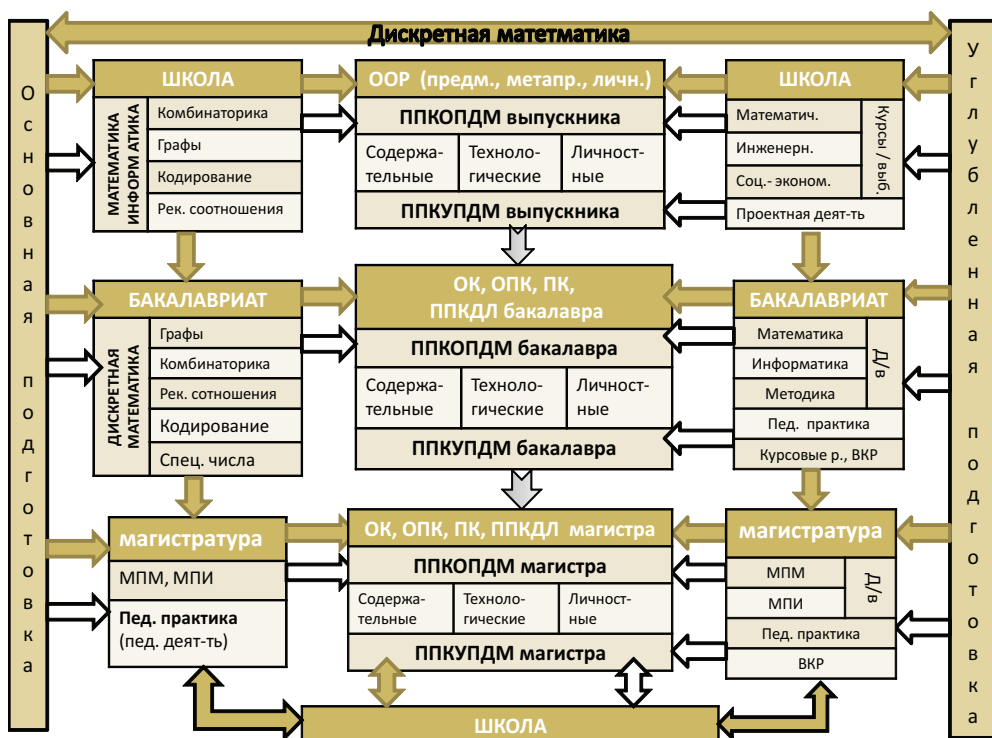 Дискретная матетматика
Основная подготовка
ШКОЛА
МАТЕМАТИКА
ИНФОРМАТИКА
Комбинаторика
Графы
Кодирование
Рек. соотношения
ООР (предм., метапр., личн.)
ППКОПДМ выпускника
Содержа-
тельные
Техноло-
гические
Личност-
ные
ППКУПДМ выпускника
ШКОЛА
Математич.
Инженерн.
Соц.- эконом.
Курсы / выб.
Проектная деят-ть
Углубленная подготовка
БАКАЛАВРИАТ
ДИСКРЕТНАЯ
МАТЕМАТИКА
Графы
Комбинаторика
Рек. сотношения
Кодирование
Спец. числа
ОК, ОПК, ПК,
ППКДЛ бакалавра
ППКОПДМ бакалавра
Содержа-
тельные
Техноло-
гические
Личност-
ные
ППКУПДМ бакалавра
БАКАЛАВРИАТ
Математика
Информатика
Методика
Д/в
Пед. практика
Курсовые р., ВКР
магистратура
МПМ, МПИ
Пед. практика
(пед. деят-ть)
ОК, ОПК, ПК, ППКДЛ магистра
ППКОПДМ магистра
Содержа-
тельные
Техноло-
гические
Личност-
ные
ППКУПДМ магистра
магистратура
МПМ
МПИ
Д/в
Пед. практика
ВКР
ШКОЛА